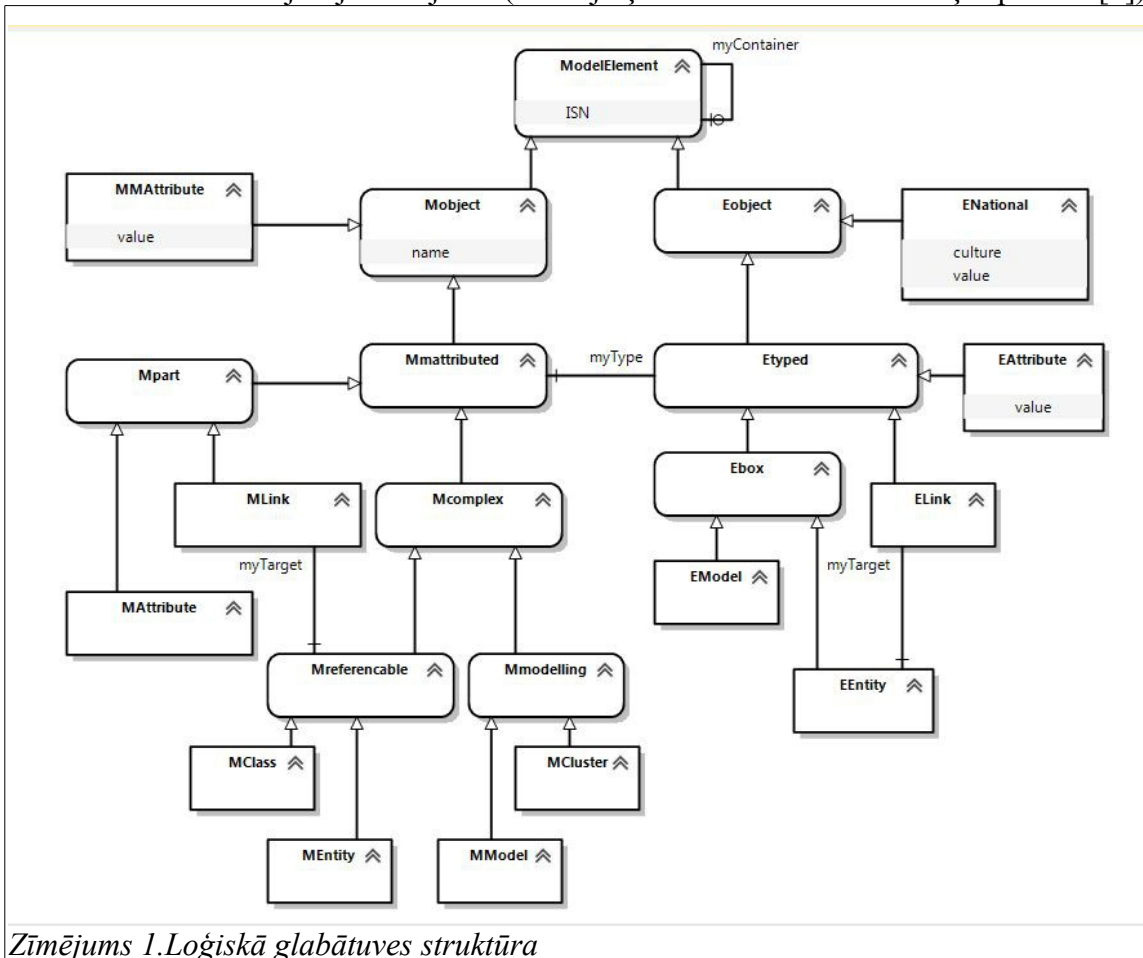 myContainer
ModelElement
ISN
MMAttribute
value
Mobject
name
Eobject
ENational
culture
value
Mpart
Mmattributed
myType
Etyped
EAttribute
value
Ebox
MLink
Mcomplex
ELink
myTarget
EModel
myTarget
MAttribute
Mreferencable
Mmodelling
EEntity
MClass
MCluster
MEntity
MModel
Zīmējums 1.Loģiskā glabātuves struktūra